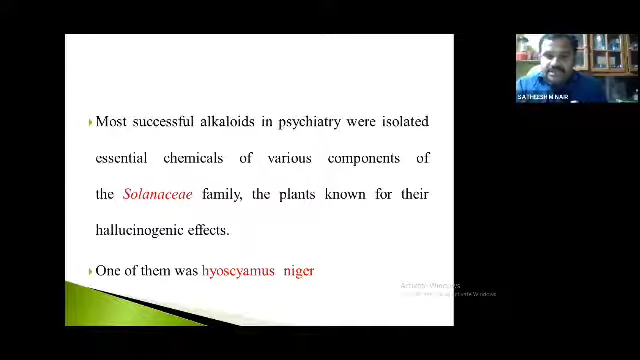 Most successful alkaloids in psychiatry were isolated
essential chemicals of various components of
the Solanaceae family, the plants known for their
hallucinogenic effects.
One of them was hyoscyamus niger
SATHEESH M NAIR
Activate Windows